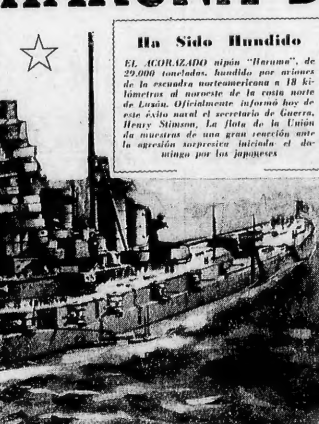 Ha Sido Hundido
EL ACORAZADO nipón "Haruma", de
29.000 toneladas, hundido por aviones
de la escuadra norteamericana a 18 ki-
lómetros al noroeste de la costa norte
de Luzón. Oficialmente informó hoy de
este éxito naval el secretario de Guerra,
Henry Stimson, La flota de la Unión
da muestras de una gran reacción ante
la agresión sorpresiva iniciada el do-
mingo por los japoneses